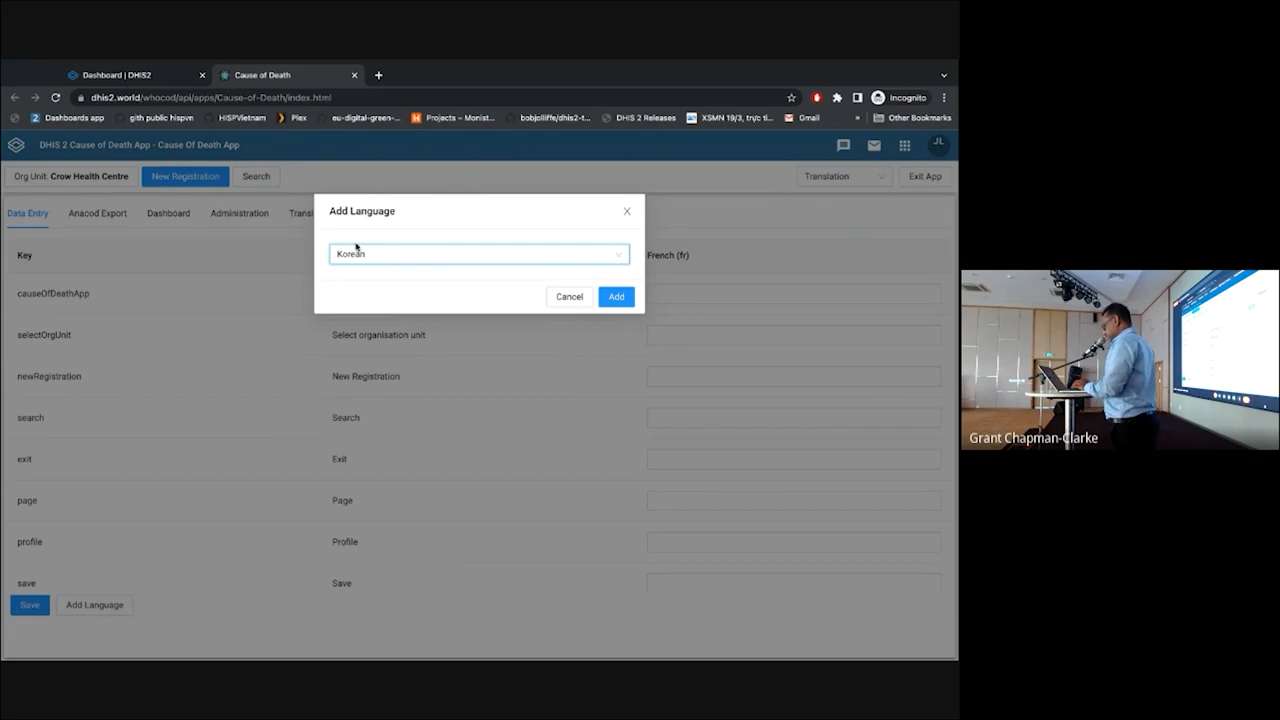 Dashboard | DHIS2
Cause of Death
dhis2.world/whocod/api/apps/Cause-of-Death/index.html
Incognito
Dashboards app
gith public hispvn
HISPVietnam
Plex
eu-digital-green-...
Projects – Monist...
bobjolliffe/dhis2-t...
DHIS 2 Releases
XSMN 19/3, trực ti...
Gmail
»
Other Bookmarks
DHIS 2 Cause of Death App - Cause Of Death App
JL
Org Unit: Crow Health Centre
New Registration
Search
Translation
Exit App
Data Entry
Anacod Export
Dashboard
Administration
Transl
Add Language
Korean
Cancel
Add
Key
French (fr)
causeOfDeathApp
selectOrgUnit
Select organisation unit
newRegistration
New Registration
search
Search
exit
Exit
page
Page
profile
Profile
save
Save
Save
Add Language
Grant Chapman-Clarke